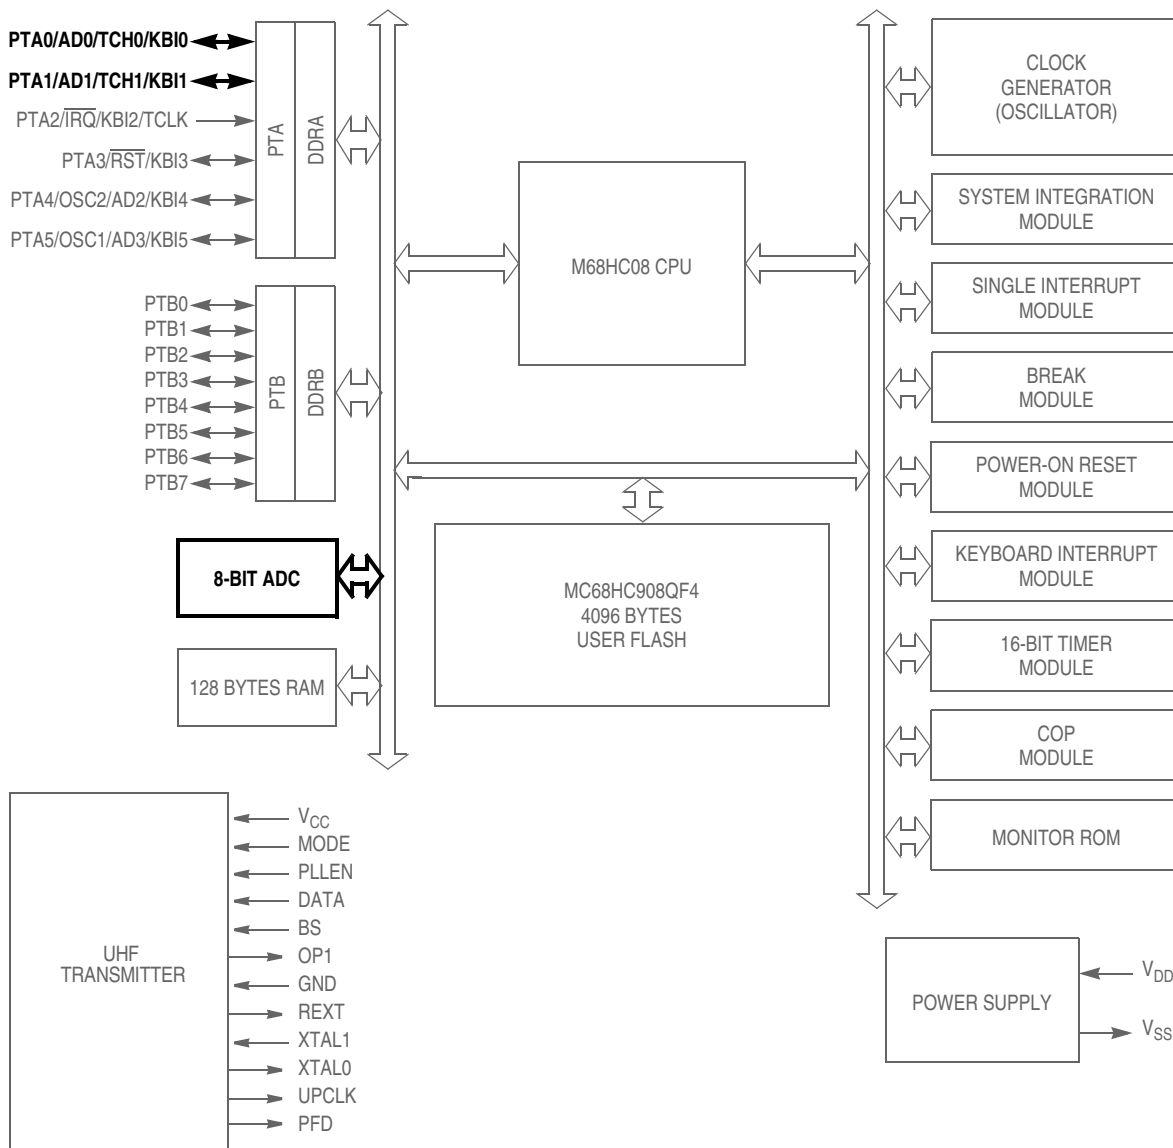 PTA0/AD0/TCH0/KBI0
PTA1/AD1/TCH1/KBI1
PTA2/IRQ/KBI2/TCLK
PTA3/RST/KBI3
PTA4/OSC2/AD2/KBI4
PTA5/OSC1/AD3/KBI5
PTA
DDRA
PTB0
PTB1
PTB2
PTB3
PTB4
PTB5
PTB6
PTB7
PTB
DDRB
8-BIT ADC
128 BYTES RAM
M68HC08 CPU
MC68HC908QF4
4096 BYTES
USER FLASH
CLOCK
GENERATOR
(OSCILLATOR)
SYSTEM INTEGRATION
MODULE
SINGLE INTERRUPT
MODULE
BREAK
MODULE
POWER-ON RESET
MODULE
KEYBOARD INTERRUPT
MODULE
16-BIT TIMER
MODULE
COP
MODULE
MONITOR ROM
UHF
TRANSMITTER
VCC
MODE
PLLEN
DATA
BS
OP1
GND
REXT
XTAL1
XTAL0
UPCLK
PFD
POWER SUPPLY
VDD
VSS